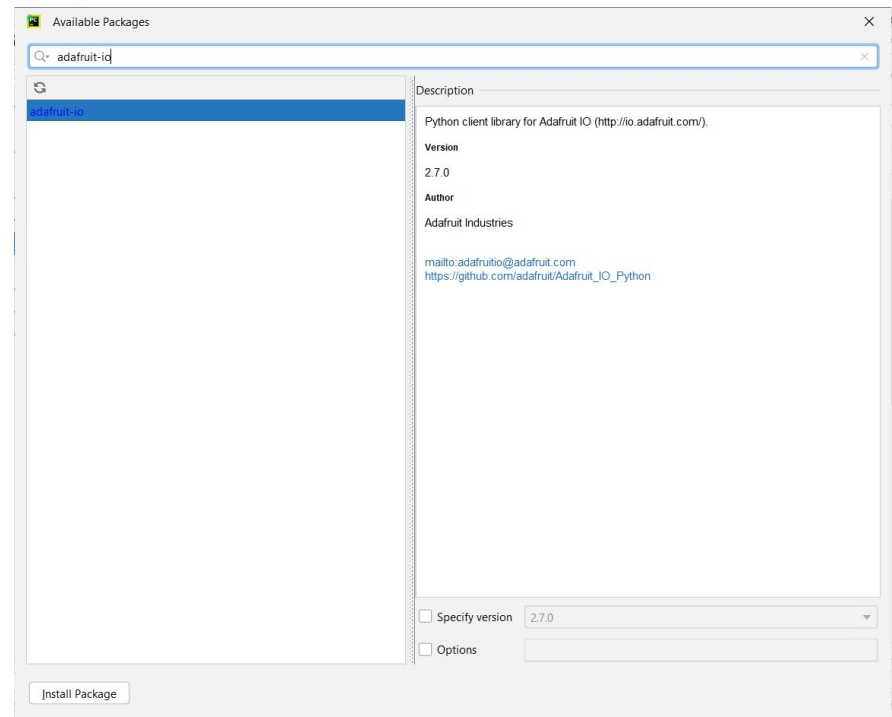 Available Packages
adafruit-io
adafruit-io
Description
Python client library for Adafruit IO (http://io.adafruit.com/).
Version
2.7.0
Author
Adafruit Industries
mailto:adafruitio@adafruit.com
https://github.com/adafruit/Adafruit_IO_Python
Specify version 2.7.0
Options
Install Package